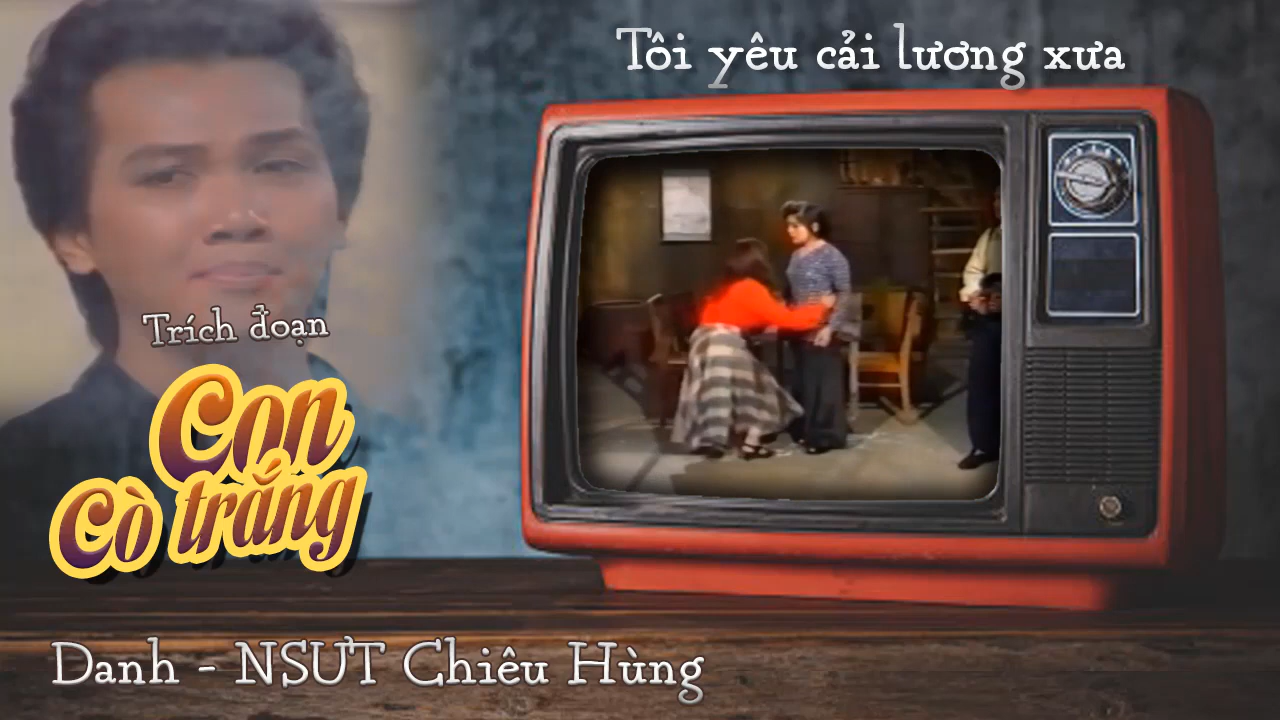 Tôi yêu cải lương xưa
Trích đoạn
Con
Cò trắng
Danh - NSƯT Chiêu Hùng